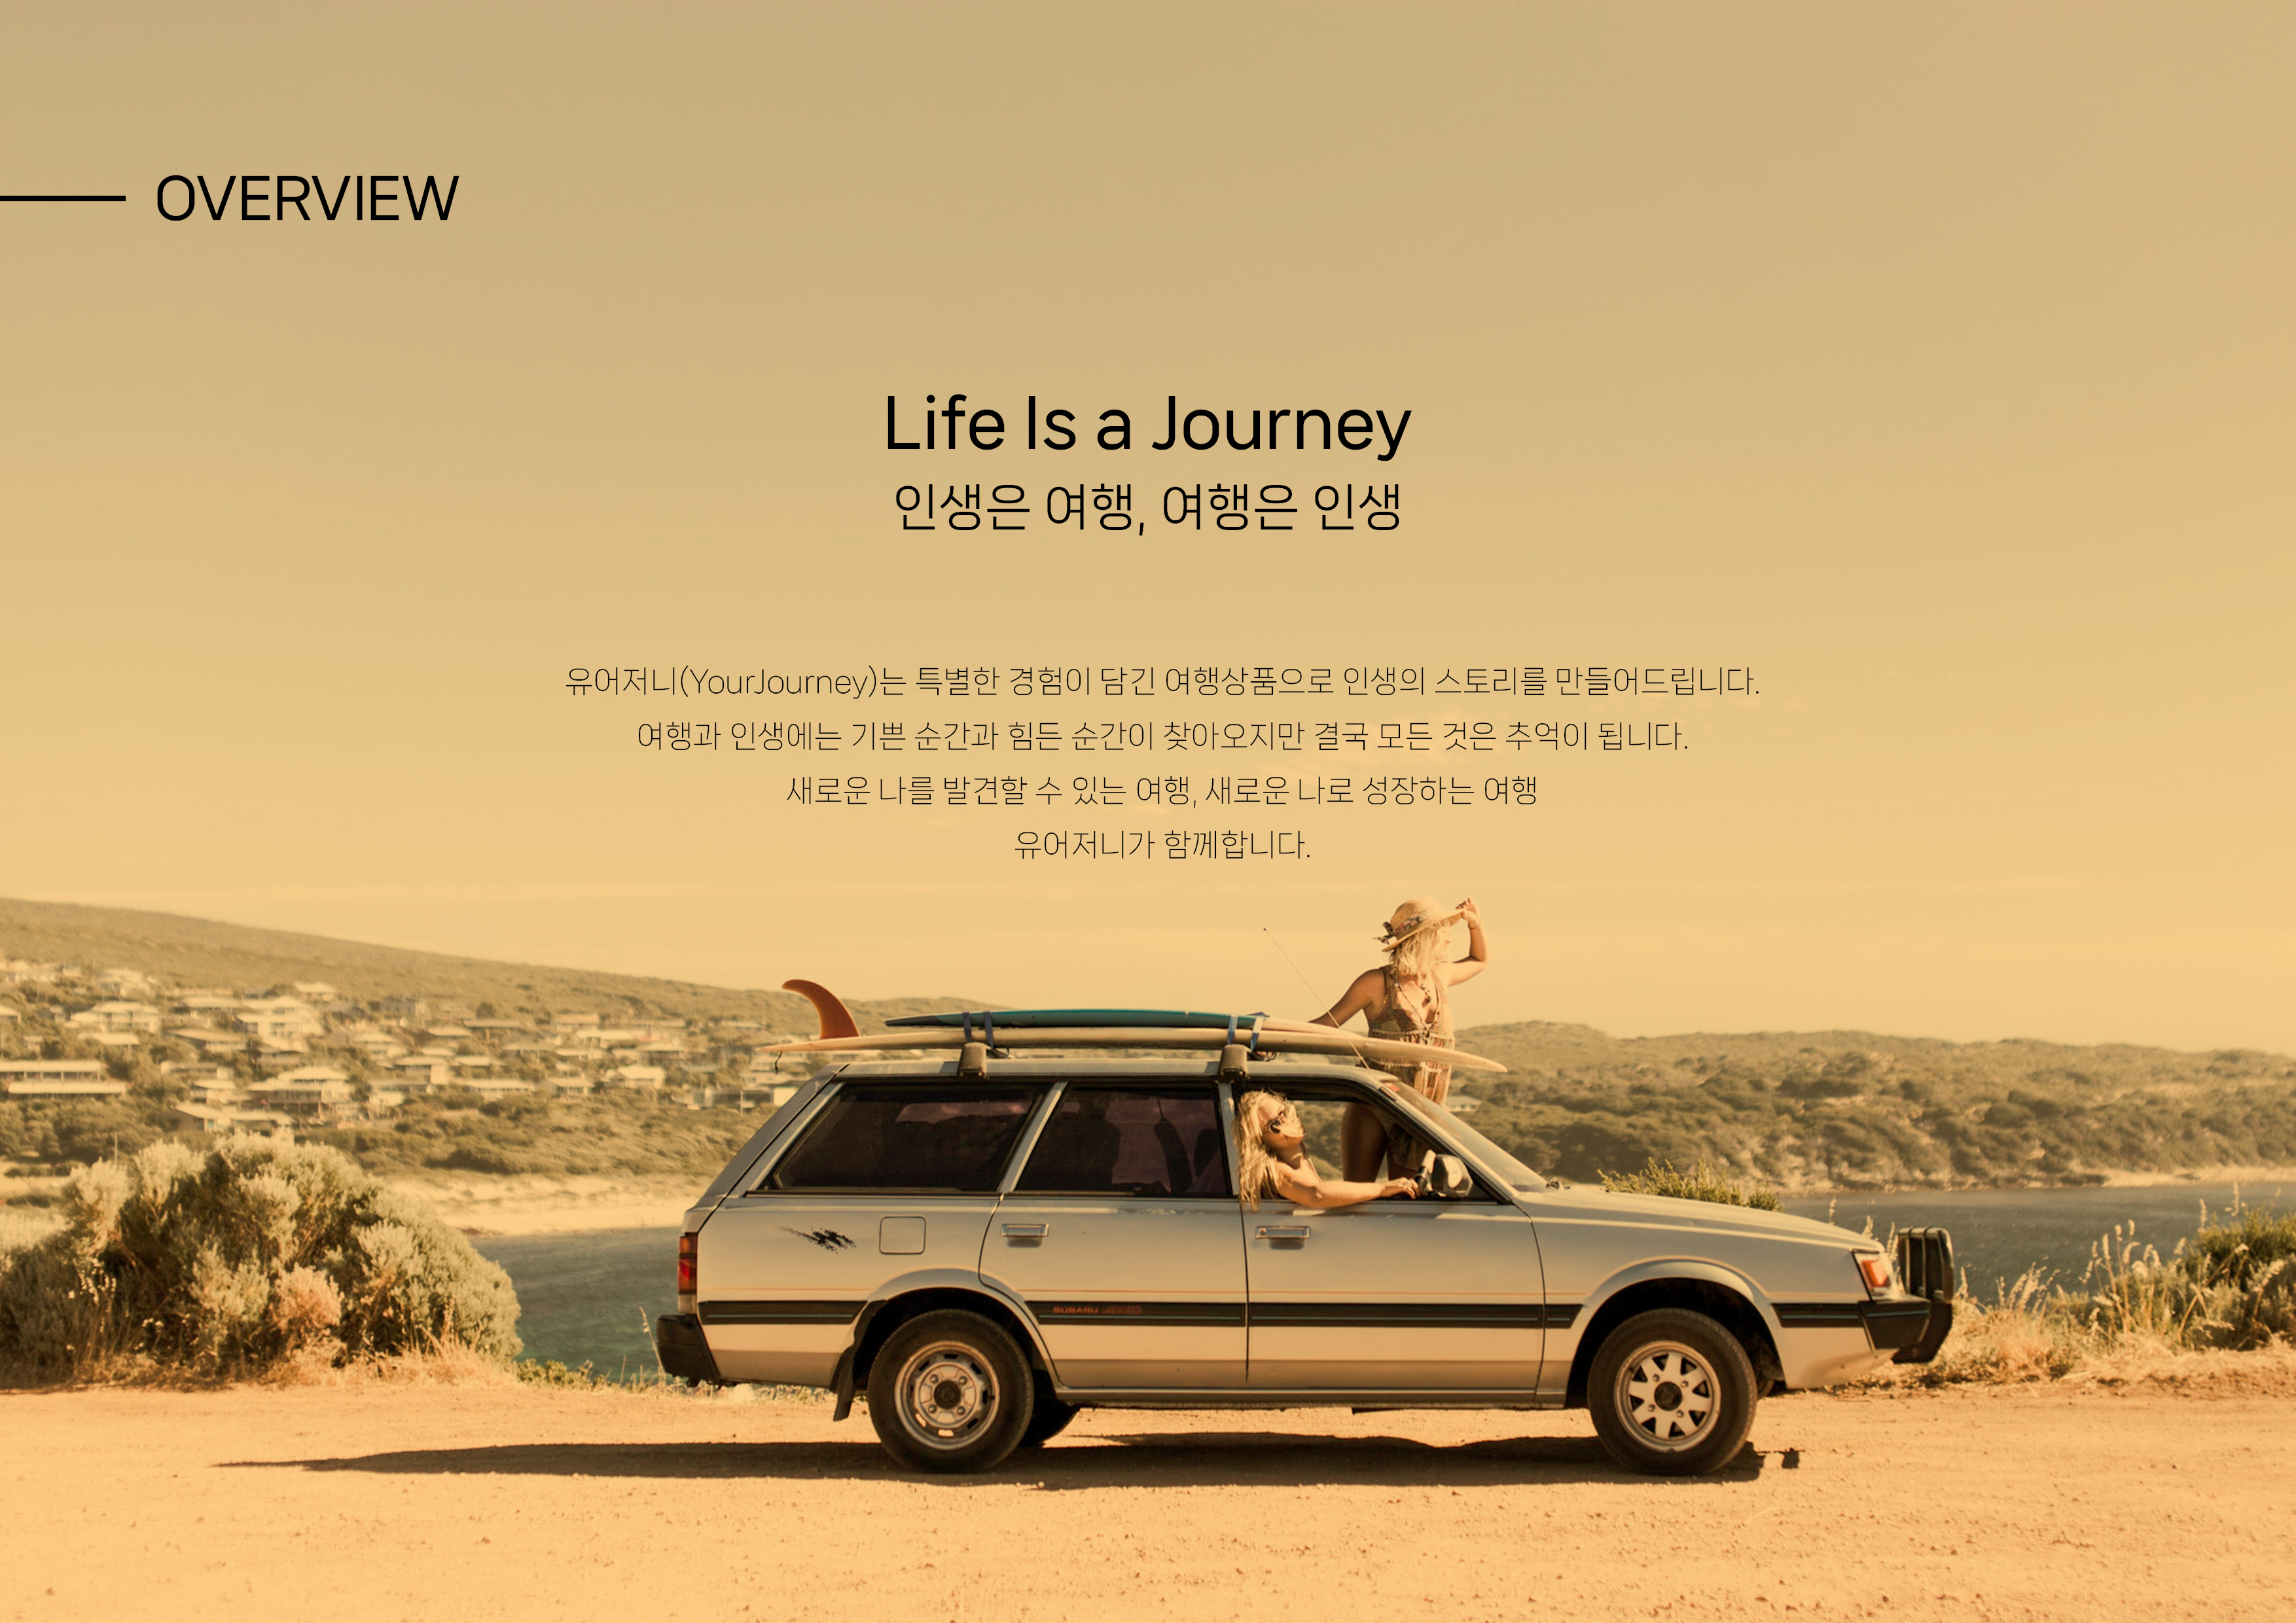 OVERVIEW
Life Is a Journey
인생은 여행, 여행은 인생
유어저니(YourJourney)는 특별한 경험이 담긴 여행상품으로 인생의 스토리를 만들어드립니다.
여행과 인생에는 기쁜 순간과 힘든 순간이 찾아오지만 결국 모든 것은 추억이 됩니다.
새로운 나를 발견할 수 있는 여행, 새로운 나로 성장하는 여행
유어저니가 함께합니다.
SUBARU 4WD